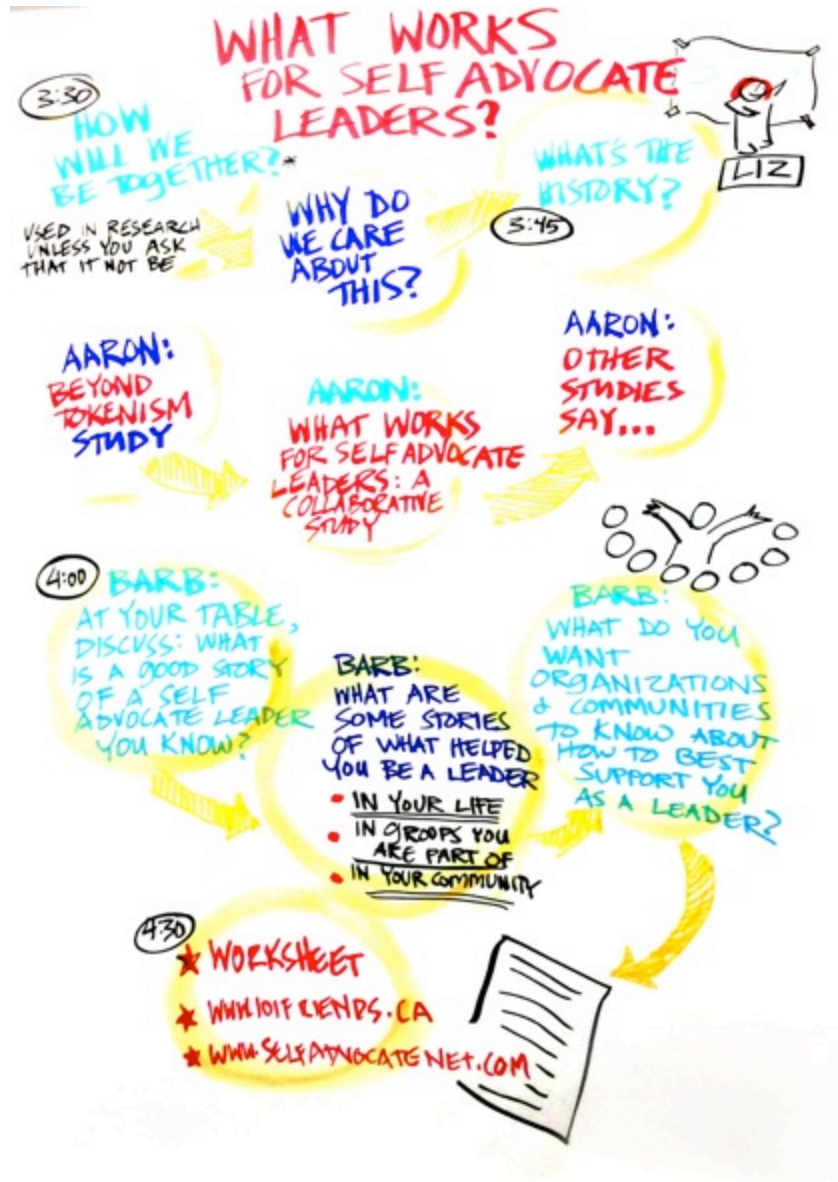 WHAT WORKS
FOR SELF ADVOCATE
LEADERS?
3:30
HOW
WILL WE
BE TOGETHER?*
USED IN RESEARCH
UNLESS YOU ASK
THAT IT NOT BE
WHY DO
WE CARE
ABOUT
THIS?
3:45
WHAT'S THE
HISTORY?
LIZ
AARON:
BEYOND
TOKENISM
STUDY
AARON:
WHAT WORKS
FOR SELF ADVOCATE
LEADERS: A
COLLABORATIVE
STUDY
AARON:
OTHER
STUDIES
SAY...
4:00
BARB:
AT YOUR TABLE,
DISCUSS: WHAT
IS A GOOD STORY
OF A SELF
ADVOCATE LEADER
YOU KNOW?
BARB:
WHAT ARE
SOME STORIES
OF WHAT HELPED
YOU BE A LEADER
• IN YOUR LIFE
• IN GROUPS YOU
ARE PART OF
• IN YOUR COMMUNITY
BARB:
WHAT DO YOU
WANT
ORGANIZATIONS
& COMMUNITIES
TO KNOW ABOUT
HOW TO BEST
SUPPORT YOU
AS A LEADER?
4:30
★ WORKSHEET
★ WWW.101FRIENDS.CA
★ WWW.SELFADVOCATENET.COM